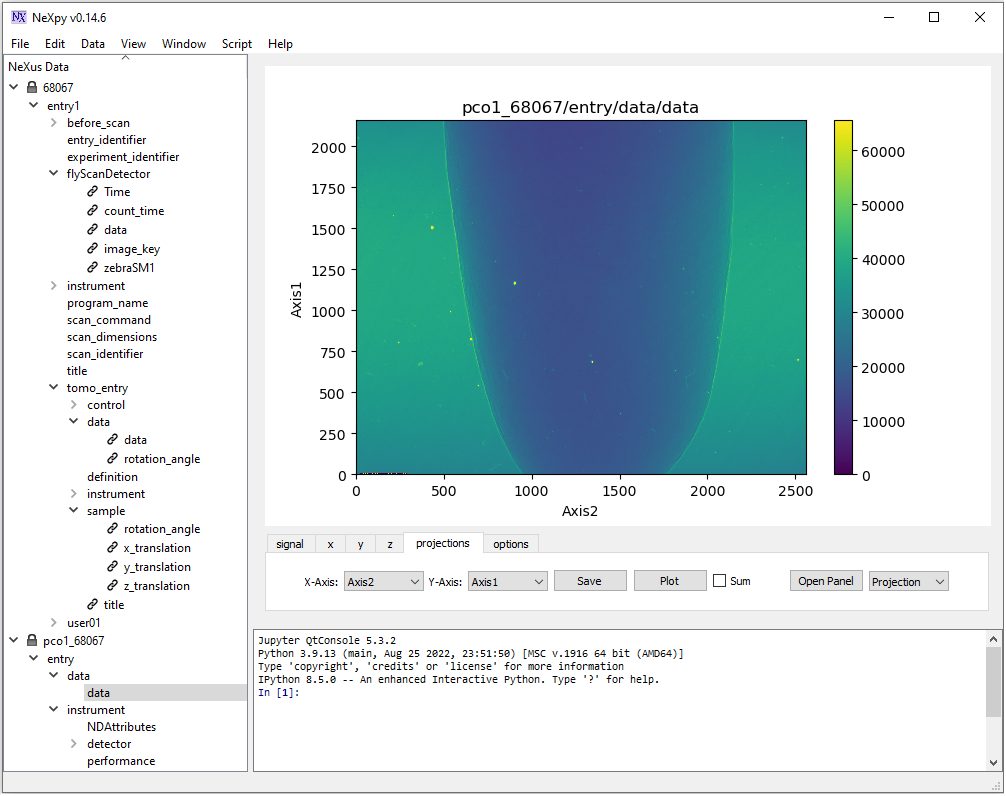 NeXpy v0.14.6
File Edit Data View Window Script Help
NeXus Data
68067
entry1
before_scan
entry_identifier
experiment_identifier
flyScanDetector
Time
count_time
data
image_key
zebraSM1
instrument
program_name
scan_command
scan_dimensions
scan_identifier
title
tomo_entry
control
data
data
rotation_angle
definition
instrument
sample
rotation_angle
x_translation
y_translation
z_translation
title
user01
pco1_68067
entry
data
data
instrument
NDAttributes
detector
performance
pco1_68067/entry/data/data
2000
1750
1500
1250
1000
750
500
250
0
Axis1
0 500 1000 1500 2000 2500
Axis2
60000
50000
40000
30000
20000
10000
0
signal x y z projections options
X-Axis: Axis2 Y-Axis: Axis1 Save Plot Sum Open Panel Projection
Jupyter QtConsole 5.3.2
Python 3.9.13 (main, Aug 25 2022, 23:51:50) [MSC v.1916 64 bit (AMD64)]
Type 'copyright', 'credits' or 'license' for more information
IPython 8.5.0 -- An enhanced Interactive Python. Type '?' for help.
In [1]: